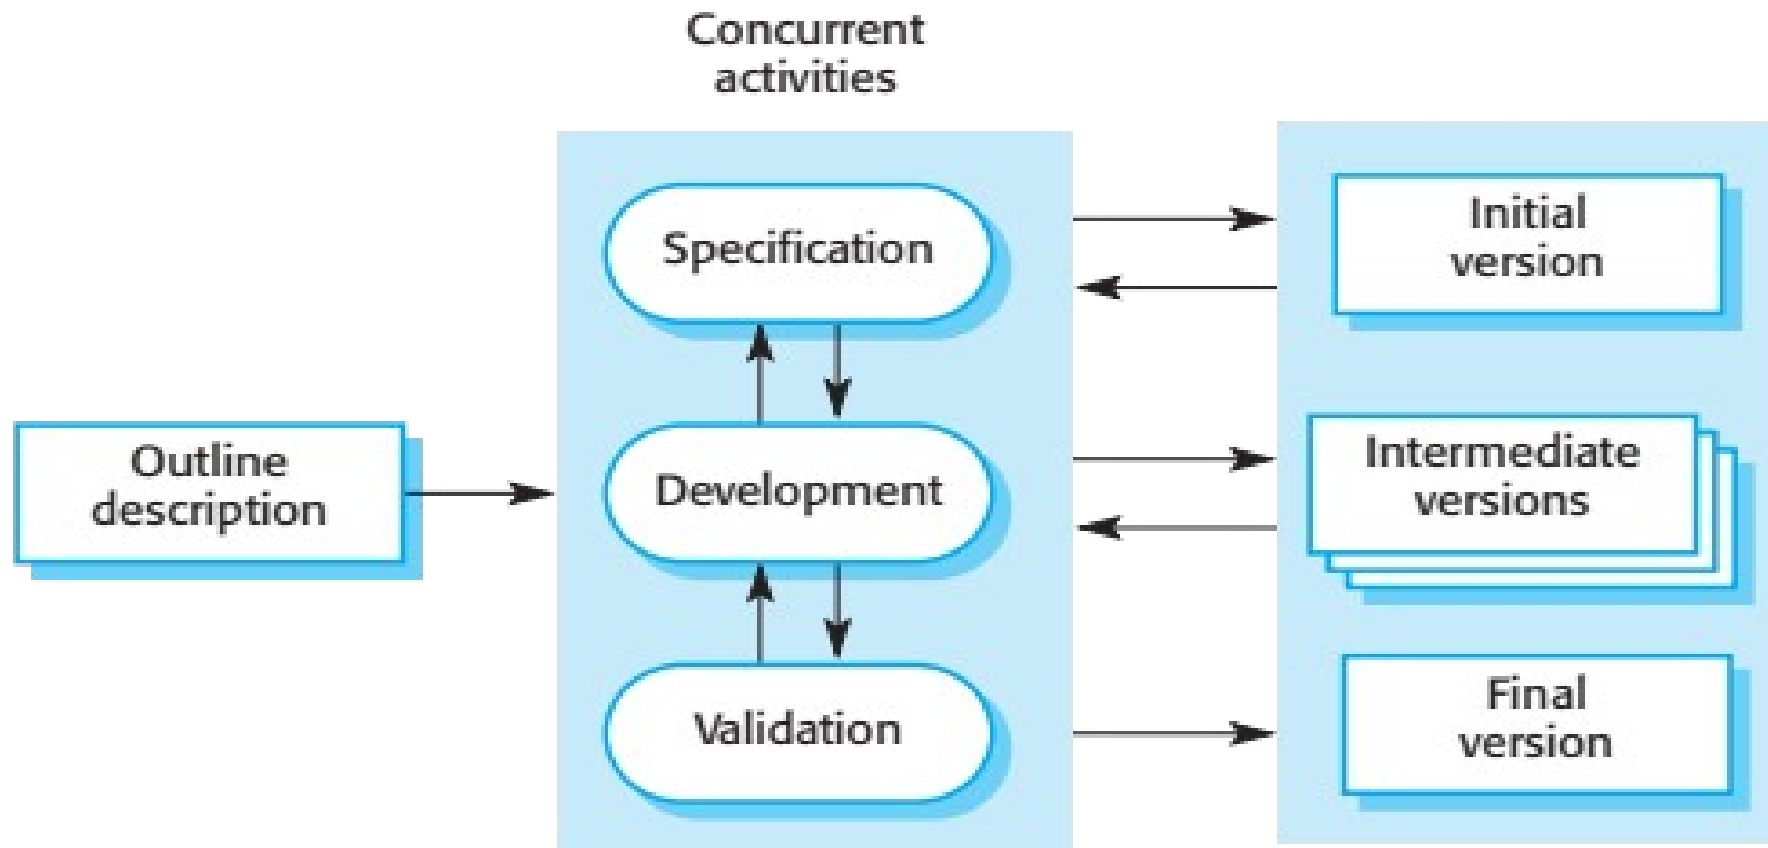 Concurrent
activities
Outline
description
Specification
Development
Validation
Initial
version
Intermediate
versions
Final
version